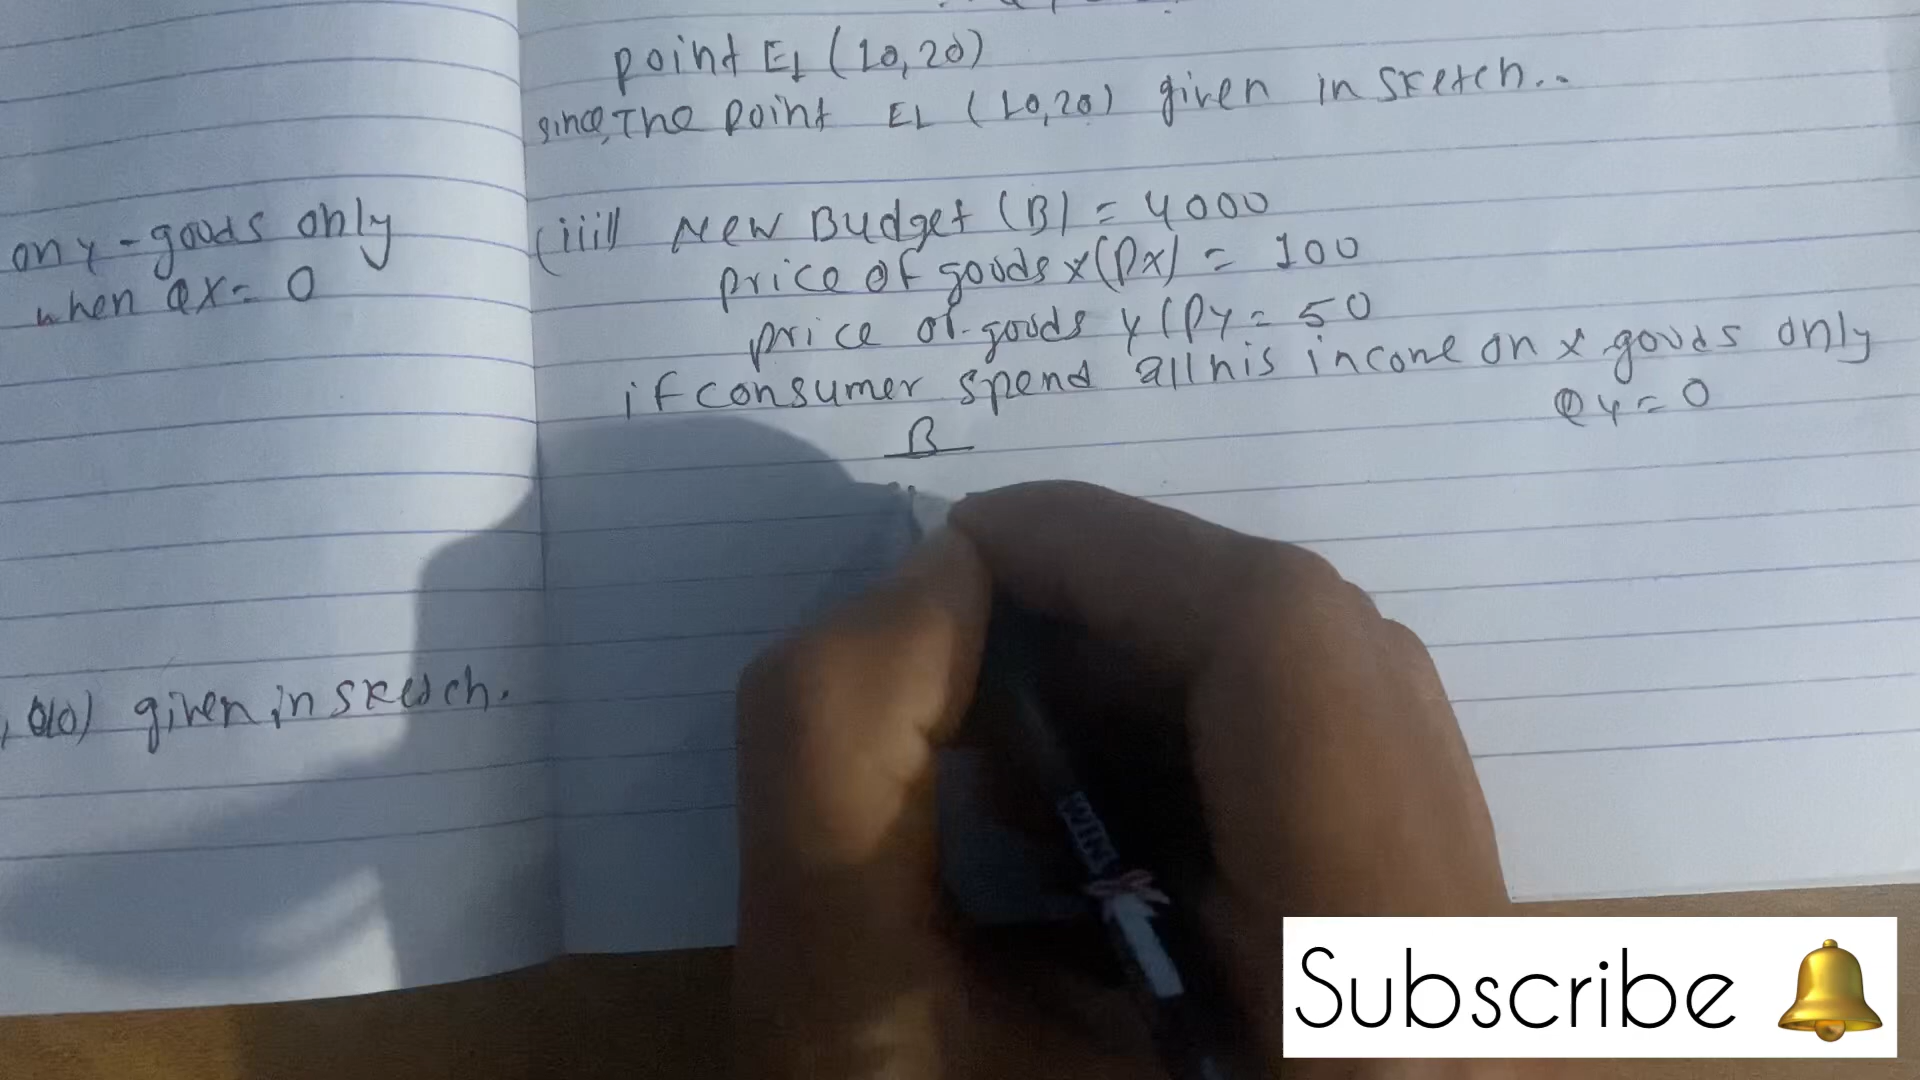 on y-goods only
when QX = 0
, 010) given in sketch.
point E1 (10,20)
since, The point E1 (10,20) given in sketch..
(iii) New Budget (B) = 4000
price of goods x (Px) = 100
price of goods y (Py = 50
if consumer spend all his income on x goods only
Qy = 0
B
Subscribe